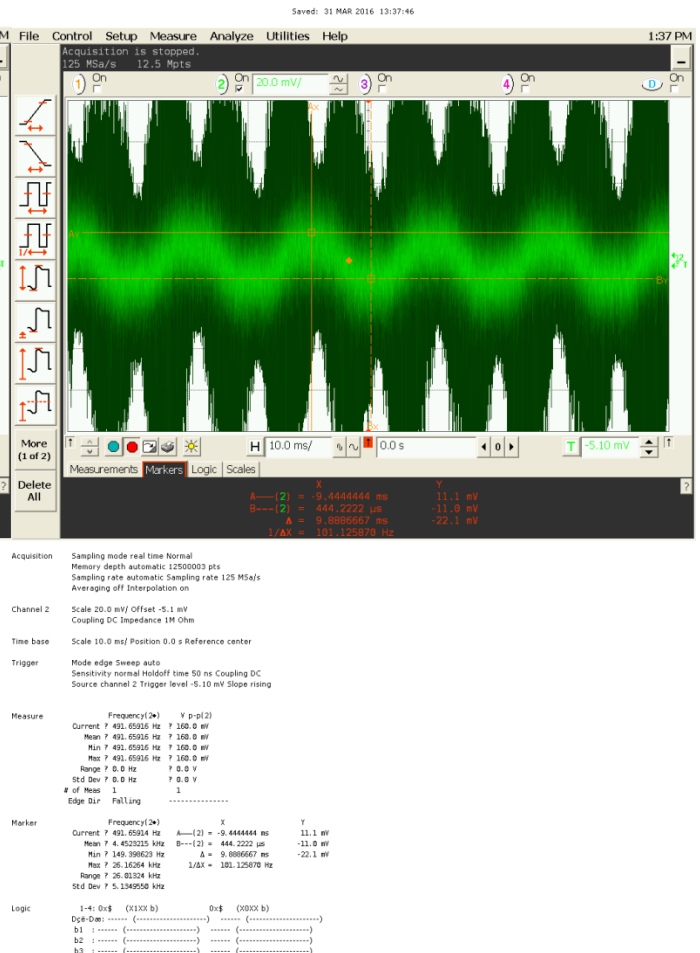 Saved: 31 MAR 2016 13:37:46
M File Control Setup Measure Analyze Utilities Help 1:37 PM
Acquisition is stopped.
125 MSa/s 12.5 Mpts
1 On 2 On 20.0 mV/ 3 On 4 On D On
Ax
Ay
By
Bx
1/
More
(1 of 2)
Delete
All
H 10.0 ms/ 0.0 s 0 T -5.10 mV
Measurements Markers Logic Scales
? X Y ?
A——(2) = -9.4444444 ms 11.1 mV
B---(2) = 444.2222 µs -11.0 mV
Δ = 9.8886667 ms -22.1 mV
1/ΔX = 101.125870 Hz
Acquisition Sampling mode real time Normal
Memory depth automatic 12500003 pts
Sampling rate automatic Sampling rate 125 MSa/s
Averaging off Interpolation on
Channel 2 Scale 20.0 mV/ Offset -5.1 mV
Coupling DC Impedance 1M Ohm
Time base Scale 10.0 ms/ Position 0.0 s Reference center
Trigger Mode edge Sweep auto
Sensitivity normal Holdoff time 50 ns Coupling DC
Source channel 2 Trigger level -5.10 mV Slope rising
Measure Frequency(2♦) V p-p(2)
Current ? 491.65916 Hz ? 160.0 mV
Mean ? 491.65916 Hz ? 160.0 mV
Min ? 491.65916 Hz ? 160.0 mV
Max ? 491.65916 Hz ? 160.0 mV
Range ? 0.0 Hz ? 0.0 V
Std Dev ? 0.0 Hz ? 0.0 V
# of Meas 1 1
Edge Dir Falling ---------------
Marker Frequency(2♦) X Y
Current ? 491.65914 Hz A——(2) = -9.4444444 ms 11.1 mV
Mean ? 4.4523215 kHz B---(2) = 444.2222 µs -11.0 mV
Min ? 149.398623 Hz Δ = 9.8886667 ms -22.1 mV
Max ? 26.16264 kHz 1/ΔX = 101.125870 Hz
Range ? 26.01324 kHz
Std Dev ? 5.1349550 kHz
Logic 1-4: 0x$ (X1XX b) 0x$ (X0XX b)
Dçé-Dæ: ------ (--------------------) ------ (--------------------)
b1 : ------ (--------------------) ------ (--------------------)
b2 : ------ (--------------------) ------ (--------------------)
b3 : ------ (--------------------) ------ (--------------------)